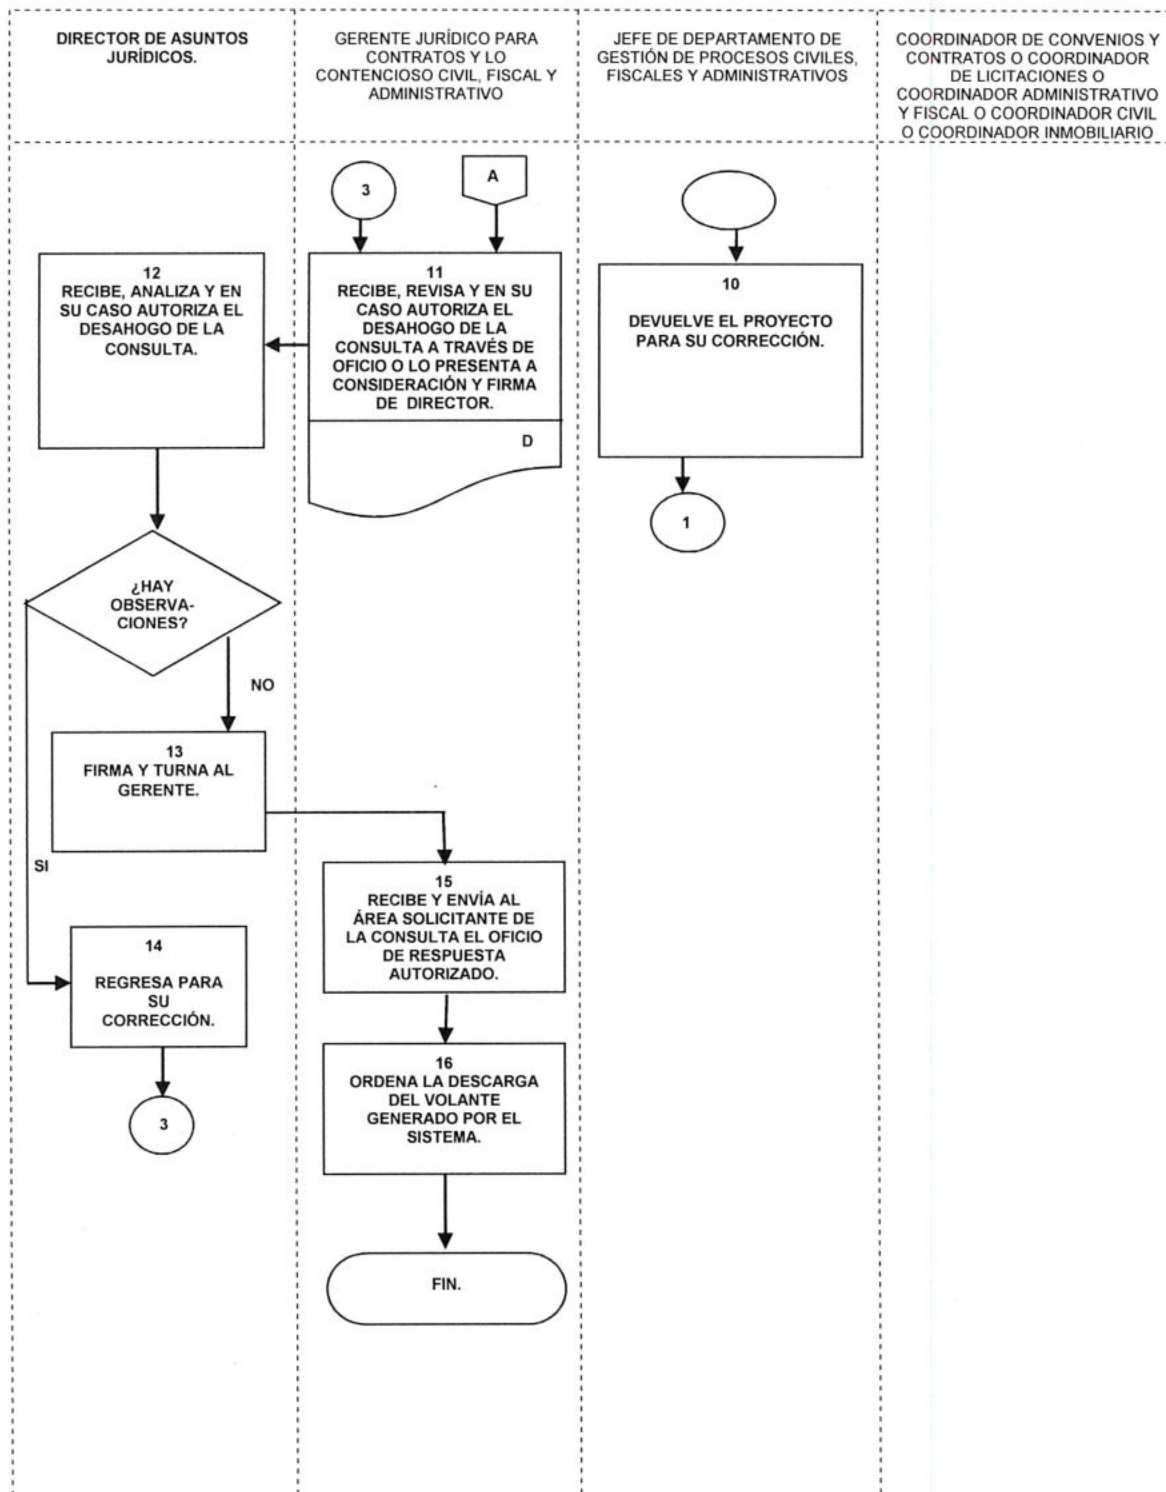 DIRECTOR DE ASUNTOS
JURÍDICOS.
GERENTE JURÍDICO PARA
CONTRATOS Y LO
CONTENCIOSO CIVIL, FISCAL Y
ADMINISTRATIVO
JEFE DE DEPARTAMENTO DE
GESTIÓN DE PROCESOS CIVILES,
FISCALES Y ADMINISTRATIVOS
COORDINADOR DE CONVENIOS Y
CONTRATOS O COORDINADOR
DE LICITACIONES O
COORDINADOR ADMINISTRATIVO
Y FISCAL O COORDINADOR CIVIL
O COORDINADOR INMOBILIARIO
3
A
12
RECIBE, ANALIZA Y EN
SU CASO AUTORIZA EL
DESAHOGO DE LA
CONSULTA.
11
RECIBE, REVISA Y EN SU
CASO AUTORIZA EL
DESAHOGO DE LA
CONSULTA A TRAVÉS DE
OFICIO O LO PRESENTA A
CONSIDERACIÓN Y FIRMA
DE DIRECTOR.
D
10
DEVUELVE EL PROYECTO
PARA SU CORRECCIÓN.
1
¿HAY
OBSERVA-
CIONES?
NO
13
FIRMA Y TURNA AL
GERENTE.
SI
15
RECIBE Y ENVÍA AL
ÁREA SOLICITANTE DE
LA CONSULTA EL OFICIO
DE RESPUESTA
AUTORIZADO.
14
REGRESA PARA
SU
CORRECCIÓN.
16
ORDENA LA DESCARGA
DEL VOLANTE
GENERADO POR EL
SISTEMA.
3
FIN.